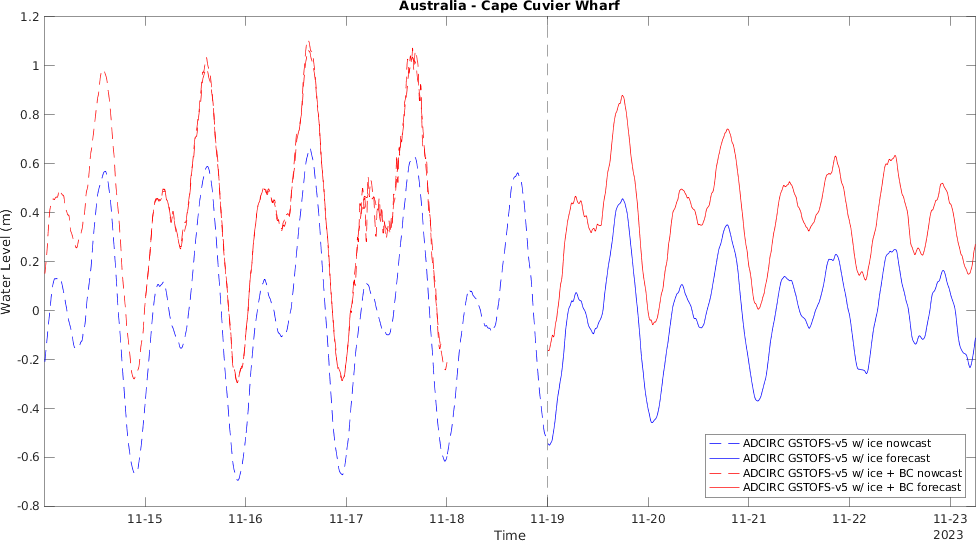 Australia - Cape Cuvier Wharf
1.2
1
0.8
0.6
0.4
0.2
0
-0.2
-0.4
-0.6
-0.8
Water Level (m)
ADCIRC GSTOFS-v5 w/ ice nowcast
ADCIRC GSTOFS-v5 w/ ice forecast
ADCIRC GSTOFS-v5 w/ ice + BC nowcast
ADCIRC GSTOFS-v5 w/ ice + BC forecast
11-15 11-16 11-17 11-18 11-19 11-20 11-21 11-22 11-23
2023
Time